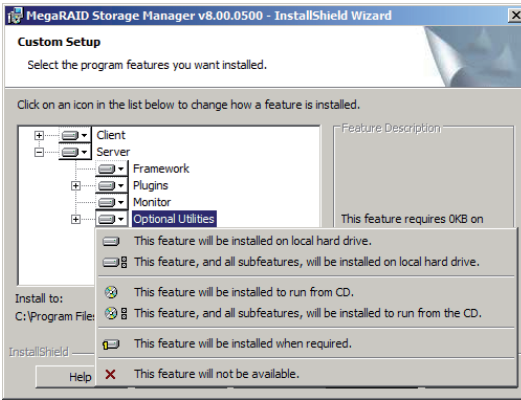 MegaRAID Storage Manager v8.00.0500 - InstallShield Wizard
Custom Setup
Select the program features you want installed.
Click on an icon in the list below to change how a feature is installed.
Feature Description
Client
Server
Framework
Plugins
Monitor
Optional Utilities
This feature requires 0KB on
This feature will be installed on local hard drive.
This feature, and all subfeatures, will be installed on local hard drive.
This feature will be installed to run from CD.
This feature, and all subfeatures, will be installed to run from the CD.
This feature will be installed when required.
This feature will not be available.
Install to:
C:\Program Files
InstallShield
Help